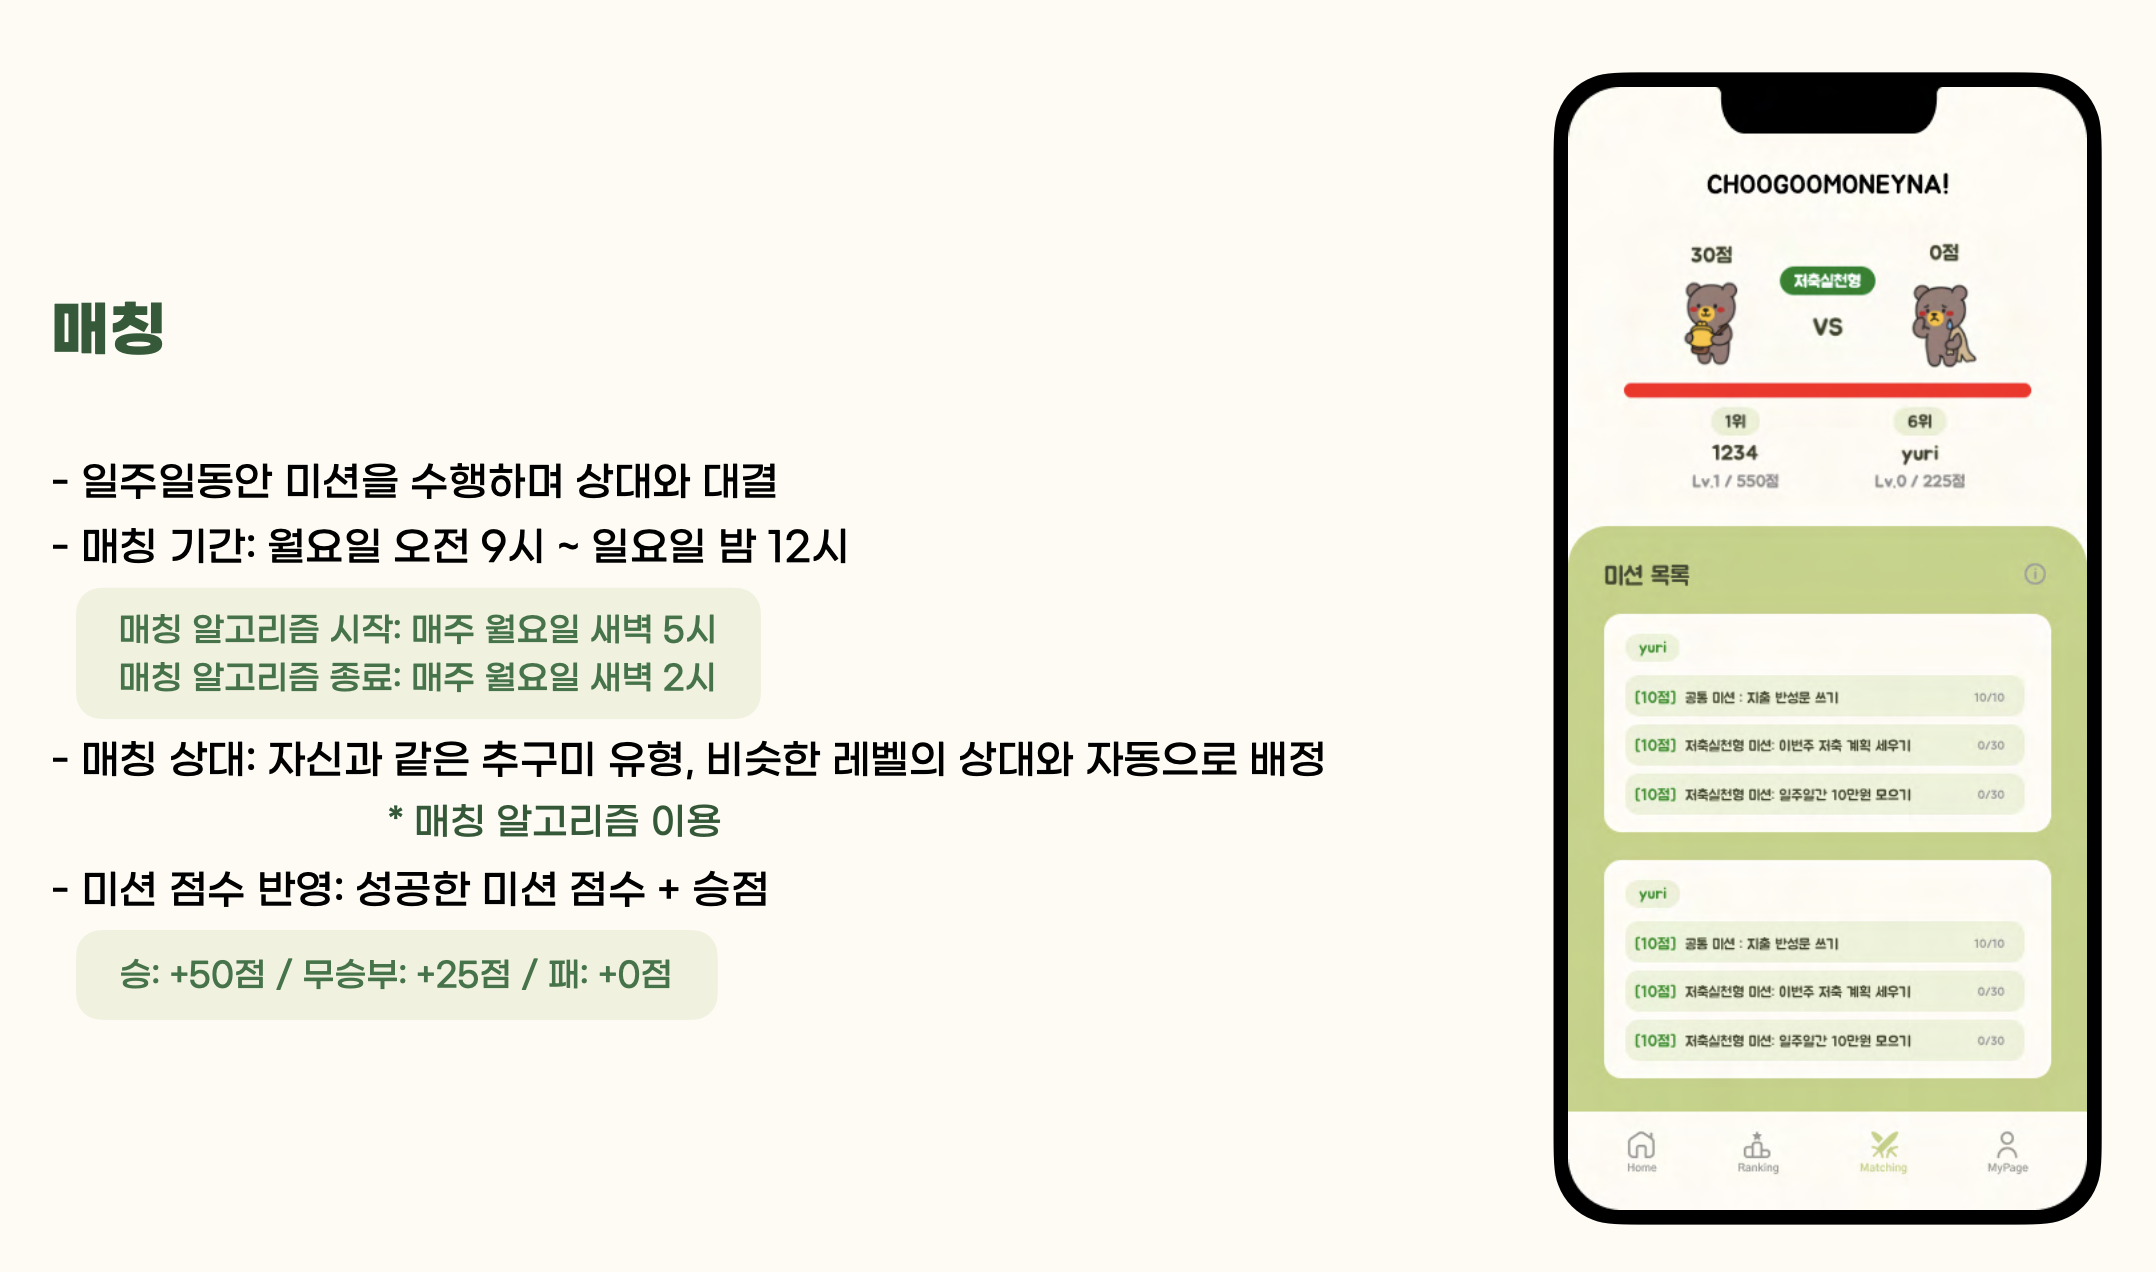 매칭
- 일주일동안 미션을 수행하며 상대와 대결
- 매칭 기간: 월요일 오전 9시 ~ 일요일 밤 12시
매칭 알고리즘 시작: 매주 월요일 새벽 5시
매칭 알고리즘 종료: 매주 월요일 새벽 2시
- 매칭 상대: 자신과 같은 추구미 유형, 비슷한 레벨의 상대와 자동으로 배정
* 매칭 알고리즘 이용
- 미션 점수 반영: 성공한 미션 점수 + 승점
승: +50점 / 무승부: +25점 / 패: +0점
CHOOGOOMONEYNA!
30점
0점
저축실천형
VS
1위
6위
1234
yuri
Lv.1 / 550점
Lv.0 / 225점
미션 목록
yuri
[10점] 공통 미션 : 지출 반성문 쓰기 10/10
[10점] 저축실천형 미션: 이번주 저축 계획 세우기 0/30
[10점] 저축실천형 미션: 일주일간 10만원 모으기 0/30
yuri
[10점] 공통 미션 : 지출 반성문 쓰기 10/10
[10점] 저축실천형 미션: 이번주 저축 계획 세우기 0/30
[10점] 저축실천형 미션: 일주일간 10만원 모으기 0/30
Home Ranking Matching MyPage